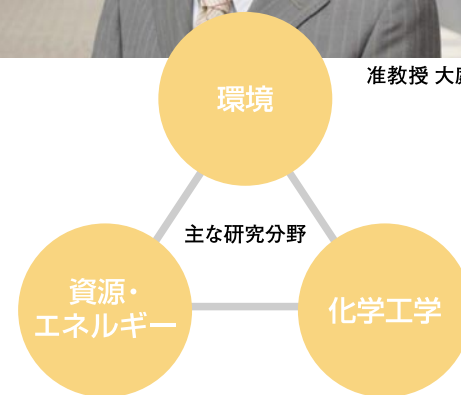 准教授 大
環境
主な研究分野
資源・
エネルギー
化学工学